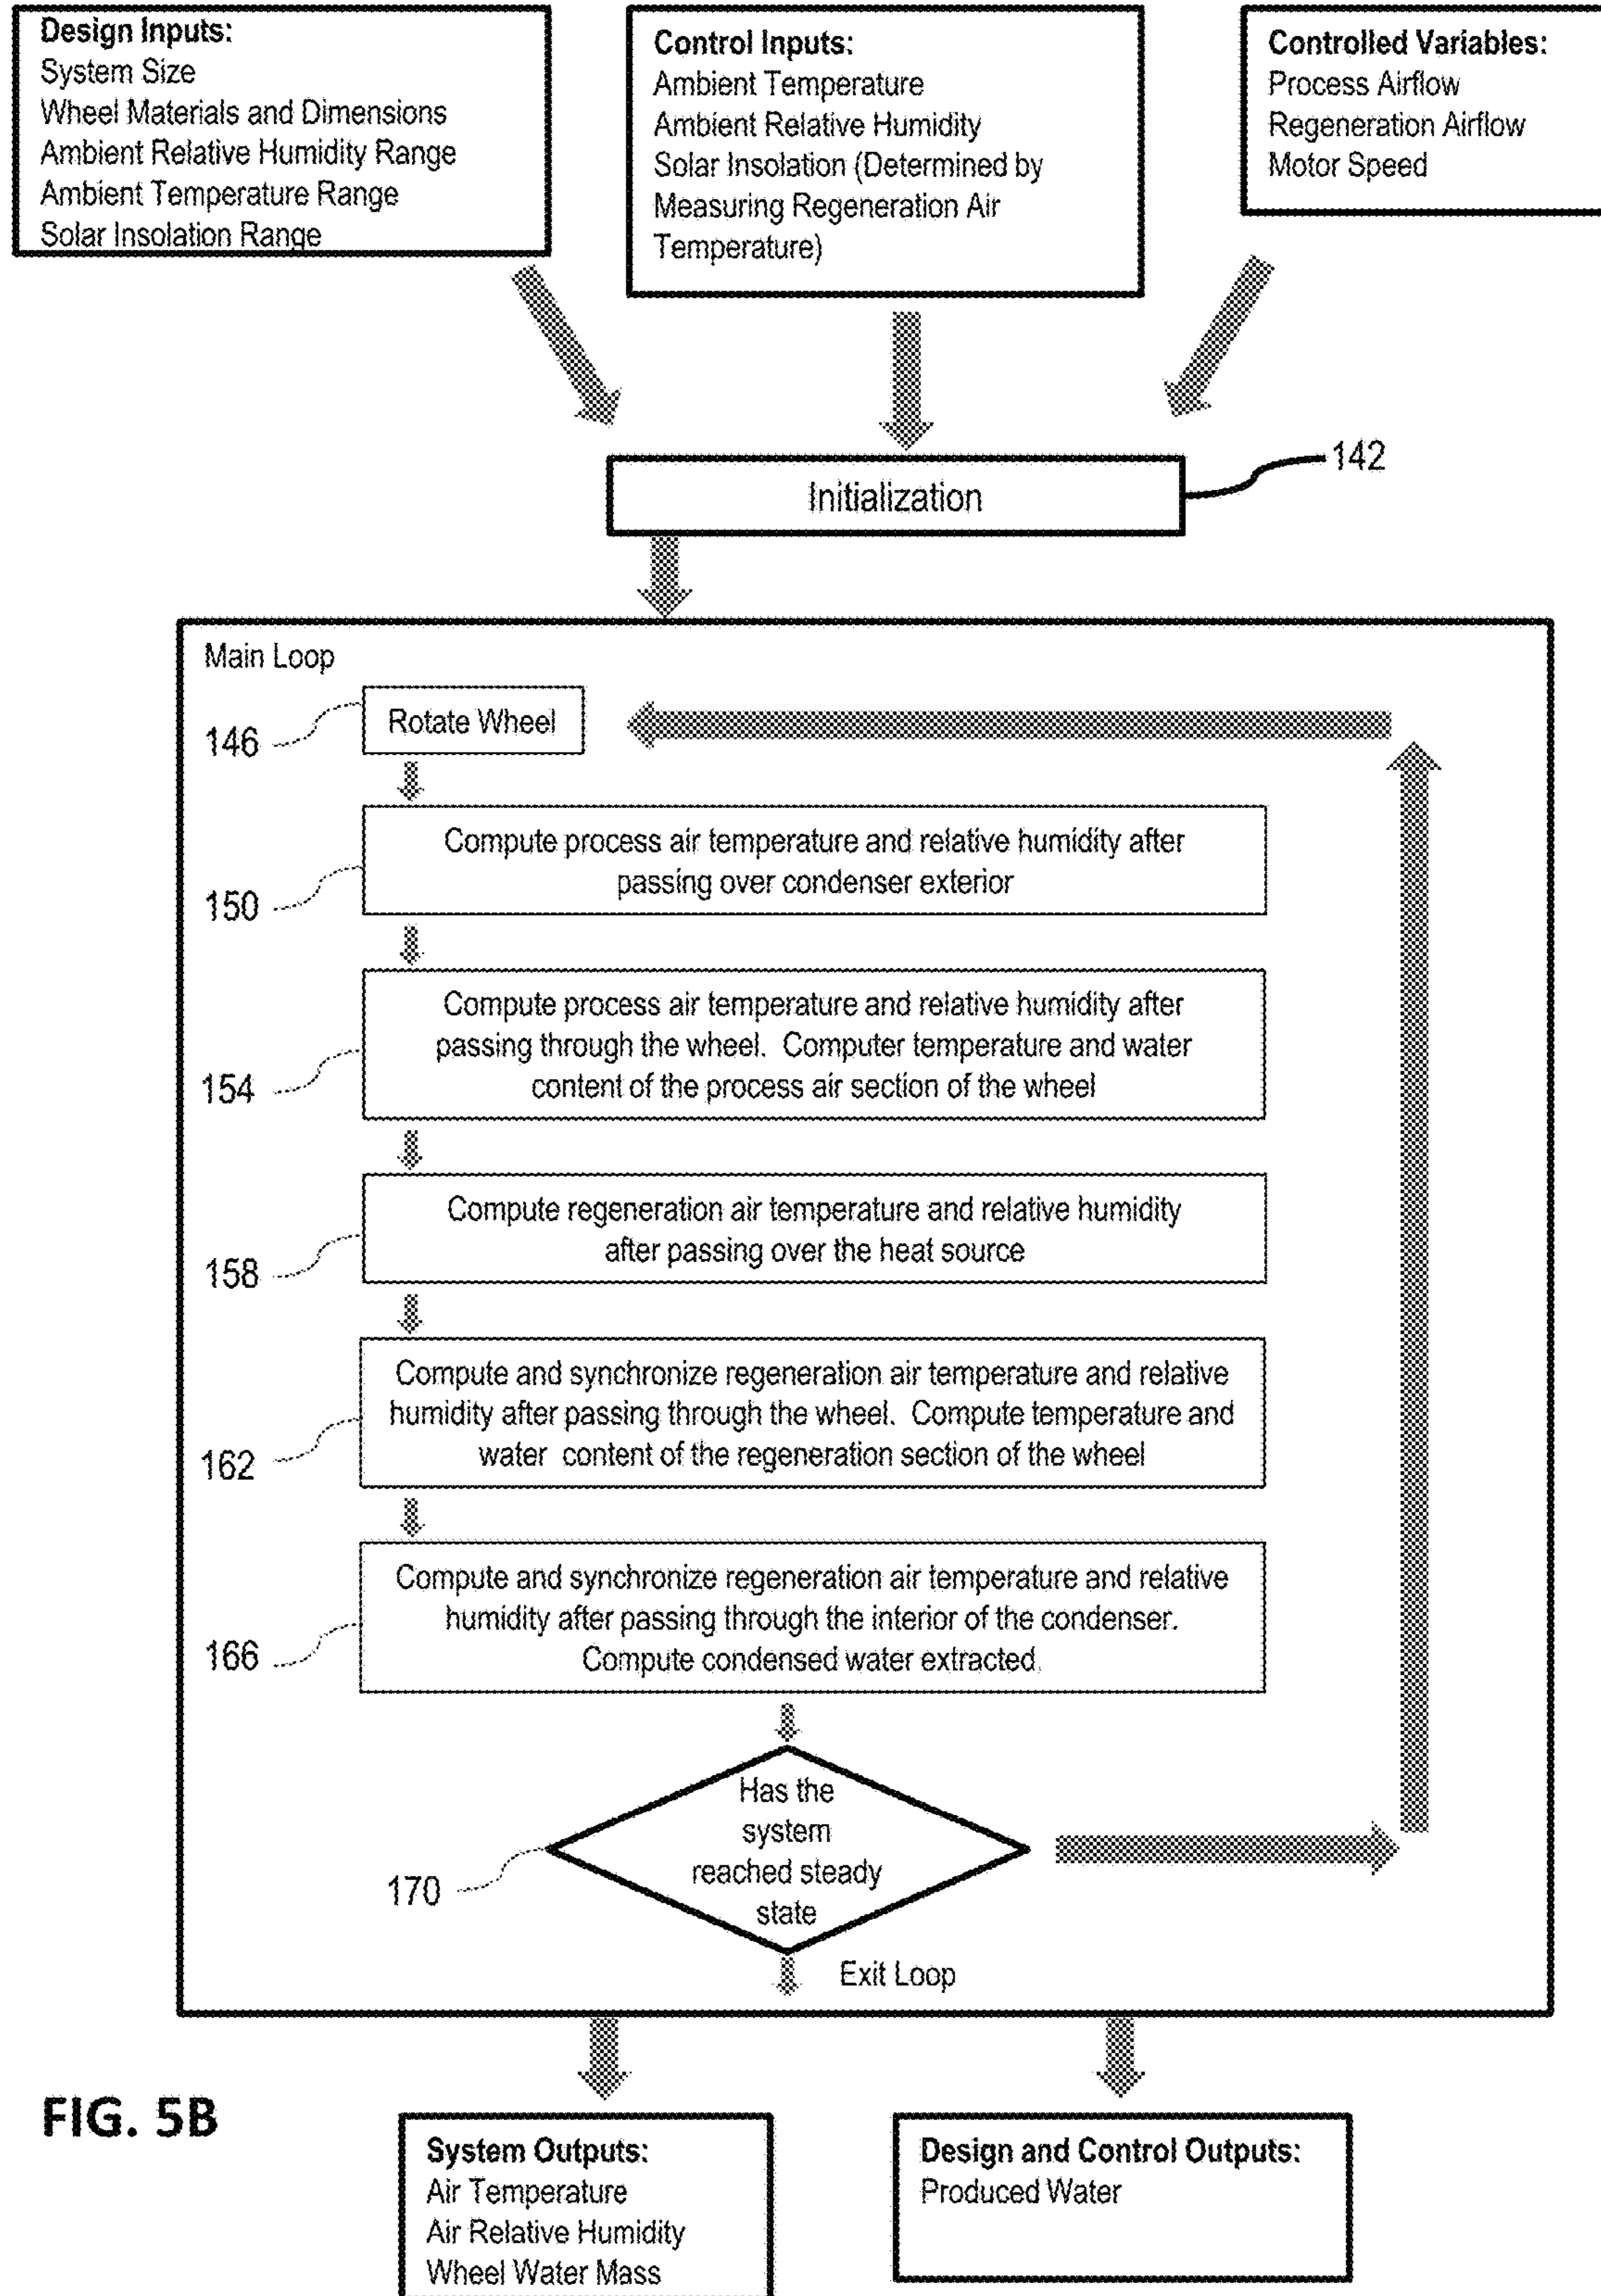 Design Inputs:
System Size
Wheel Materials and Dimensions
Ambient Relative Humidity Range
Ambient Temperature Range
Solar Insolation Range
Control Inputs:
Ambient Temperature
Ambient Relative Humidity
Solar Insolation (Determined by
Measuring Regeneration Air
Temperature)
Controlled Variables:
Process Airflow
Regeneration Airflow
Motor Speed
Initialization
142
Main Loop
146
Rotate Wheel
Compute process air temperature and relative humidity after
passing over condenser exterior
150
Compute process air temperature and relative humidity after
passing through the wheel. Computer temperature and water
content of the process air section of the wheel
154
Compute regeneration air temperature and relative humidity
after passing over the heat source
158
Compute and synchronize regeneration air temperature and relative
humidity after passing through the wheel. Compute temperature and
water content of the regeneration section of the wheel
162
Compute and synchronize regeneration air temperature and relative
humidity after passing through the interior of the condenser.
Compute condensed water extracted.
166
Has the
system
reached steady
state
170
Exit Loop
FIG. 5B
System Outputs:
Air Temperature
Air Relative Humidity
Wheel Water Mass
Design and Control Outputs:
Produced Water